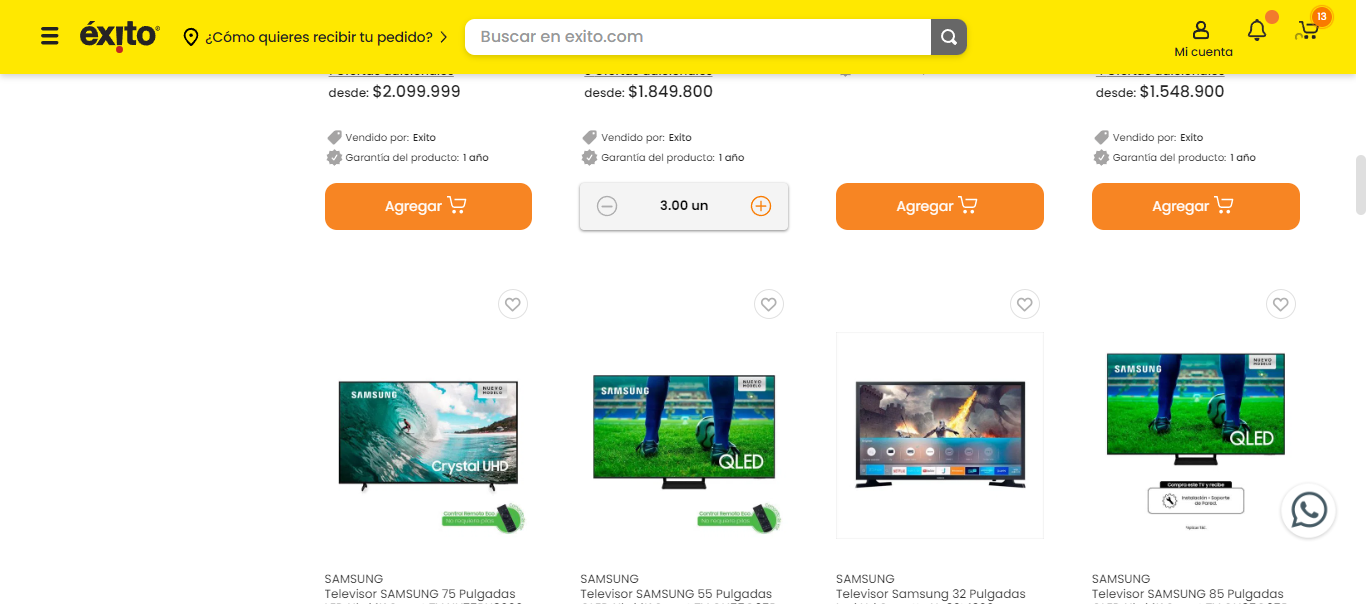 éxito
¿Cómo quieres recibir tu pedido?
Buscar en exito.com
Mi cuenta
13
desde: $2.099.999
desde: $1.849.800
desde: $1.548.900
Vendido por: Exito
Vendido por: Exito
Vendido por: Exito
Garantía del producto: 1 año
Garantía del producto: 1 año
Garantía del producto: 1 año
Agregar
3.00 un
Agregar
Agregar
SAMSUNG
NUEVO MODELO
Crystal UHD
Control Remoto Eco
No requiere pilas
SAMSUNG
NUEVO MODELO
QLED
Control Remoto Eco
No requiere pilas
SAMSUNG
NUEVO MODELO
QLED
Compra este TV y recibe
Instalación + Soporte
de Pared.
SAMSUNG
Televisor SAMSUNG 75 Pulgadas
SAMSUNG
Televisor SAMSUNG 55 Pulgadas
SAMSUNG
Televisor Samsung 32 Pulgadas
SAMSUNG
Televisor SAMSUNG 85 Pulgadas